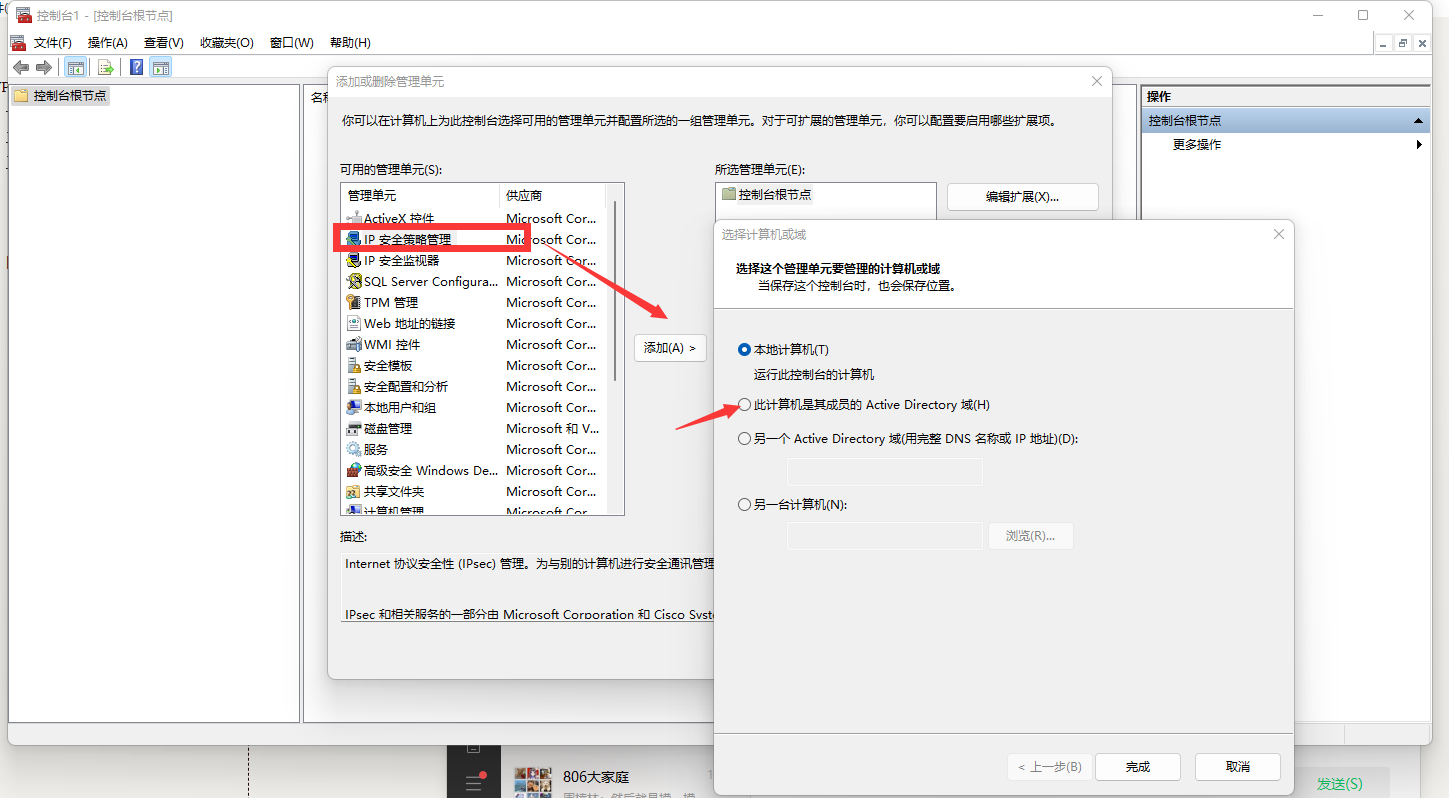 控制台1 - [控制台根节点]
文件(F) 操作(A) 查看(V) 收藏夹(O) 窗口(W) 帮助(H)
控制台根节点
添加或删除管理单元
你可以在计算机上为此控制台选择可用的管理单元并配置所选的一组管理单元。对于可扩展的管理单元，你可以配置要启用哪些扩展项。
可用的管理单元(S):
管理单元 供应商
ActiveX 控件 Microsoft Cor...
IP 安全策略管理 Microsoft Cor...
IP 安全监视器 Microsoft Cor...
SQL Server Configura... Microsoft Cor...
TPM 管理 Microsoft Cor...
Web 地址的链接 Microsoft Cor...
WMI 控件 Microsoft Cor...
安全模板 Microsoft Cor...
安全配置和分析 Microsoft Cor...
本地用户和组 Microsoft Cor...
磁盘管理 Microsoft 和 V...
服务 Microsoft Cor...
高级安全 Windows De... Microsoft Cor...
共享文件夹 Microsoft Cor...
计算机管理 Microsoft Cor...
添加(A) >
所选管理单元(E):
控制台根节点
编辑扩展(X)...
描述:
Internet 协议安全性 (IPsec) 管理。为与别的计算机进行安全通讯管理
IPsec 和相关服务的一部分由 Microsoft Corporation 和 Cisco Syste
选择计算机或域
选择这个管理单元要管理的计算机或域
当保存这个控制台时，也会保存位置。
本地计算机(T)
运行此控制台的计算机
此计算机是其成员的 Active Directory 域(H)
另一个 Active Directory 域(用完整 DNS 名称或 IP 地址)(D):
另一台计算机(N):
浏览(R)...
< 上一步(B) 完成 取消
操作
控制台根节点
更多操作
806大家庭
发送(S)